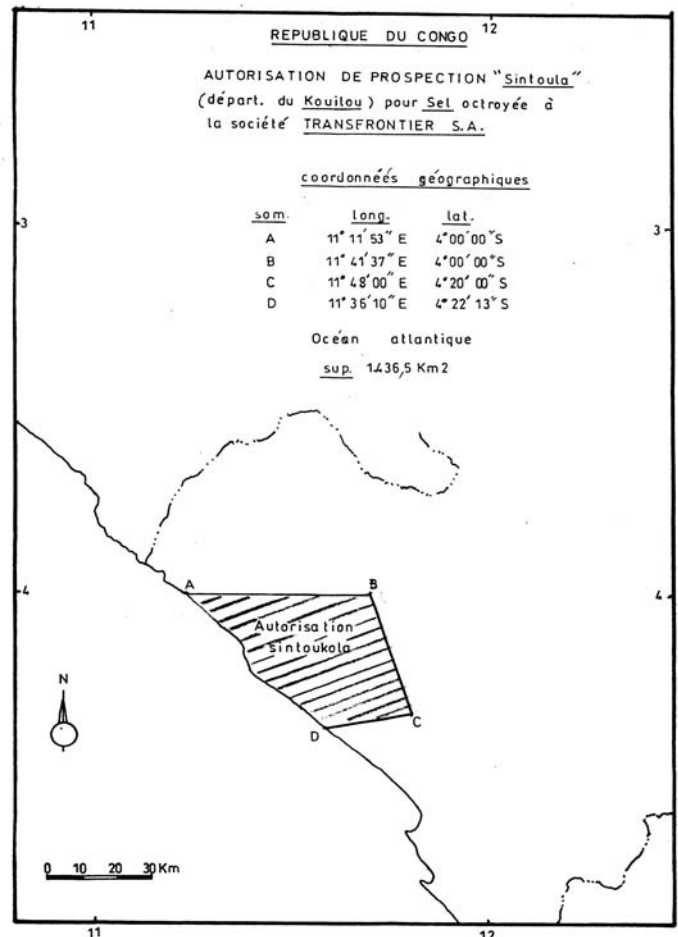 11 12
REPUBLIQUE DU CONGO
AUTORISATION DE PROSPECTION "Sintoula"
(départ. du Kouilou) pour Sel octroyée à
la société TRANSFRONTIER S.A.
coordonnéés géographiques
som. long. lat.
A 11° 11' 53" E 4° 00' 00" S
B 11° 41' 37" E 4° 00' 00" S
C 11° 48' 00" E 4° 20' 00" S
D 11° 36' 10" E 4° 22' 13" S
3 3
Océan atlantique
sup. 1.436,5 Km2
4 4
A B
Autorisation
sintoukola
N
C
D
0 10 20 30 Km
11 12